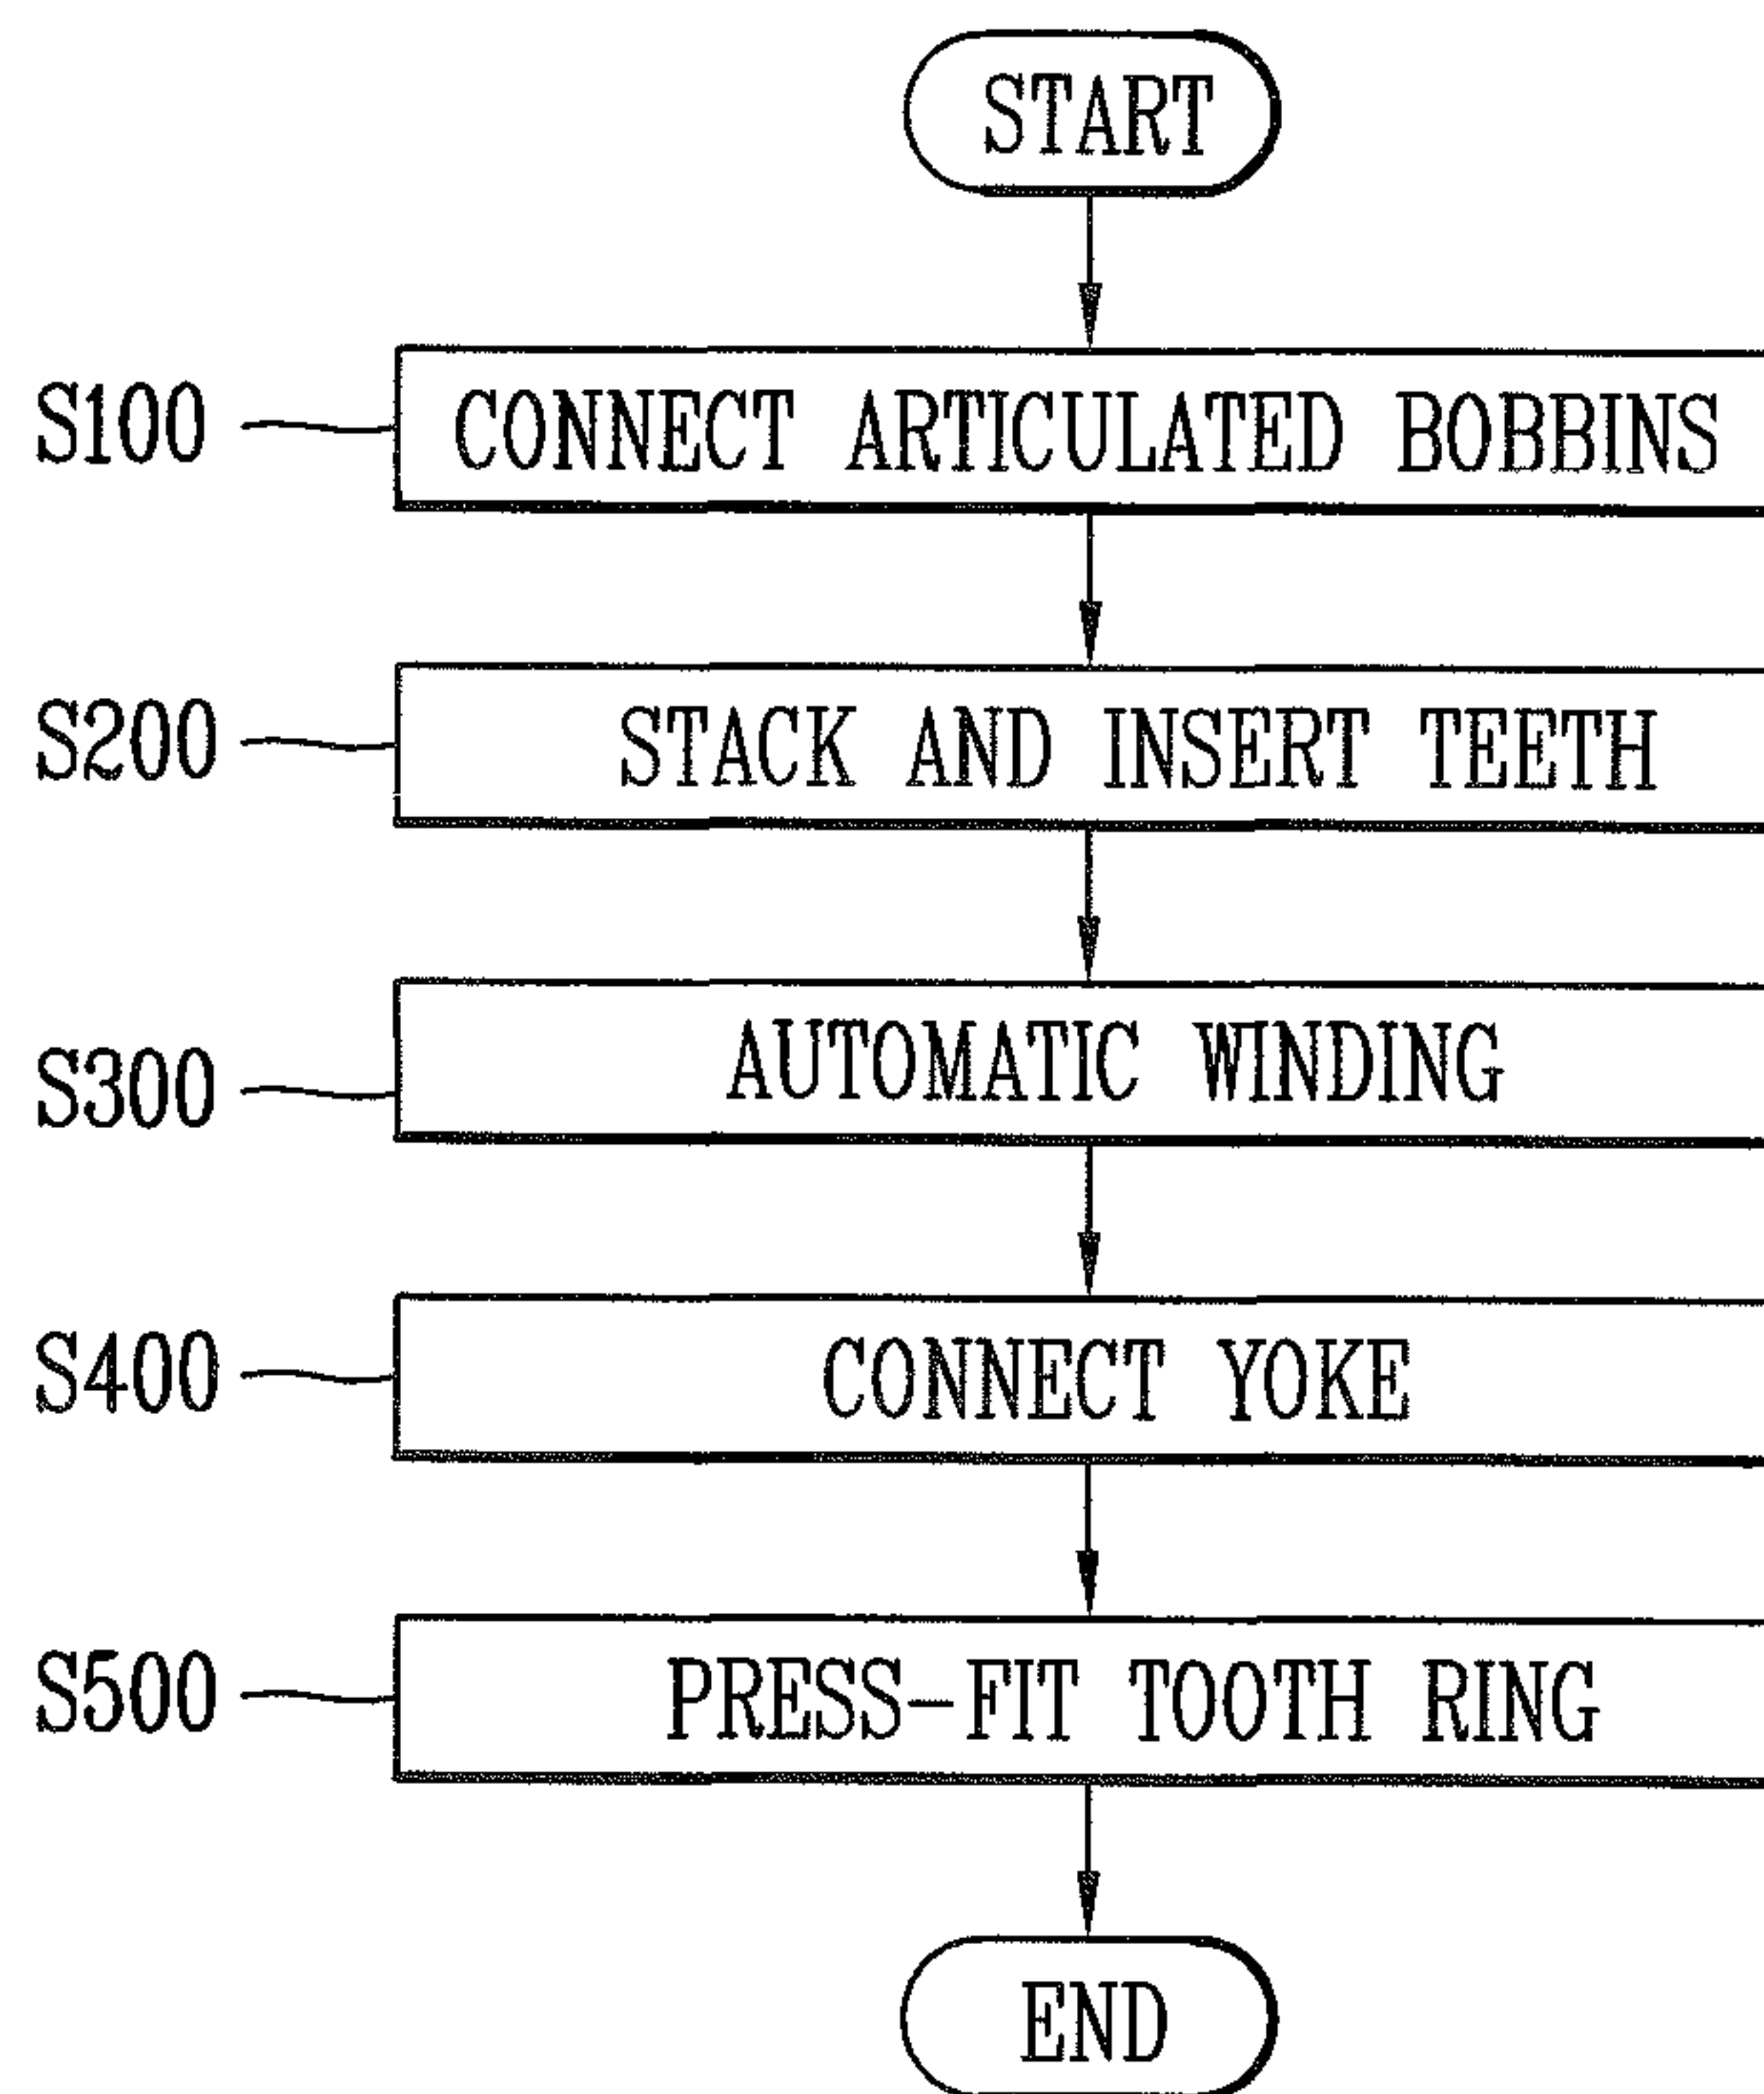 START
S100 CONNECT ARTICULATED BOBBINS
S200 STACK AND INSERT TEETH
S300 AUTOMATIC WINDING
S400 CONNECT YOKE
S500 PRESS-FIT TOOTH RING
END